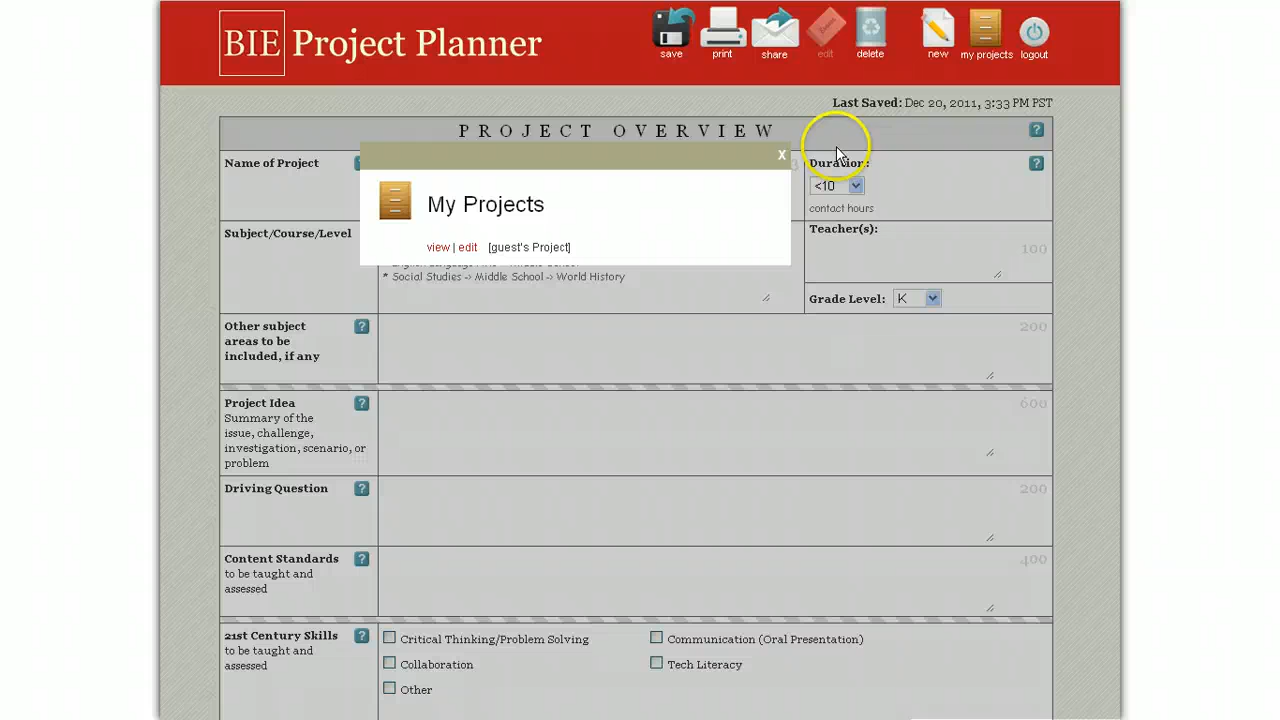 BIE Project Planner
save print share edit delete new my projects logout
Last Saved: Dec 20, 2011, 3:33 PM PST
PROJECT OVERVIEW ?
Name of Project
Duration: ?
<10
contact hours
X
My Projects
view | edit [guest's Project]
Subject/Course/Level
* Social Studies -> Middle School -> World History
Teacher(s):
100
Grade Level: K
Other subject ? 200
areas to be
included, if any
Project Idea ? 600
Summary of the
issue, challenge,
investigation, scenario, or
problem
Driving Question ? 200
Content Standards ? 400
to be taught and
assessed
21st Century Skills ?
to be taught and
assessed
Critical Thinking/Problem Solving Communication (Oral Presentation)
Collaboration Tech Literacy
Other